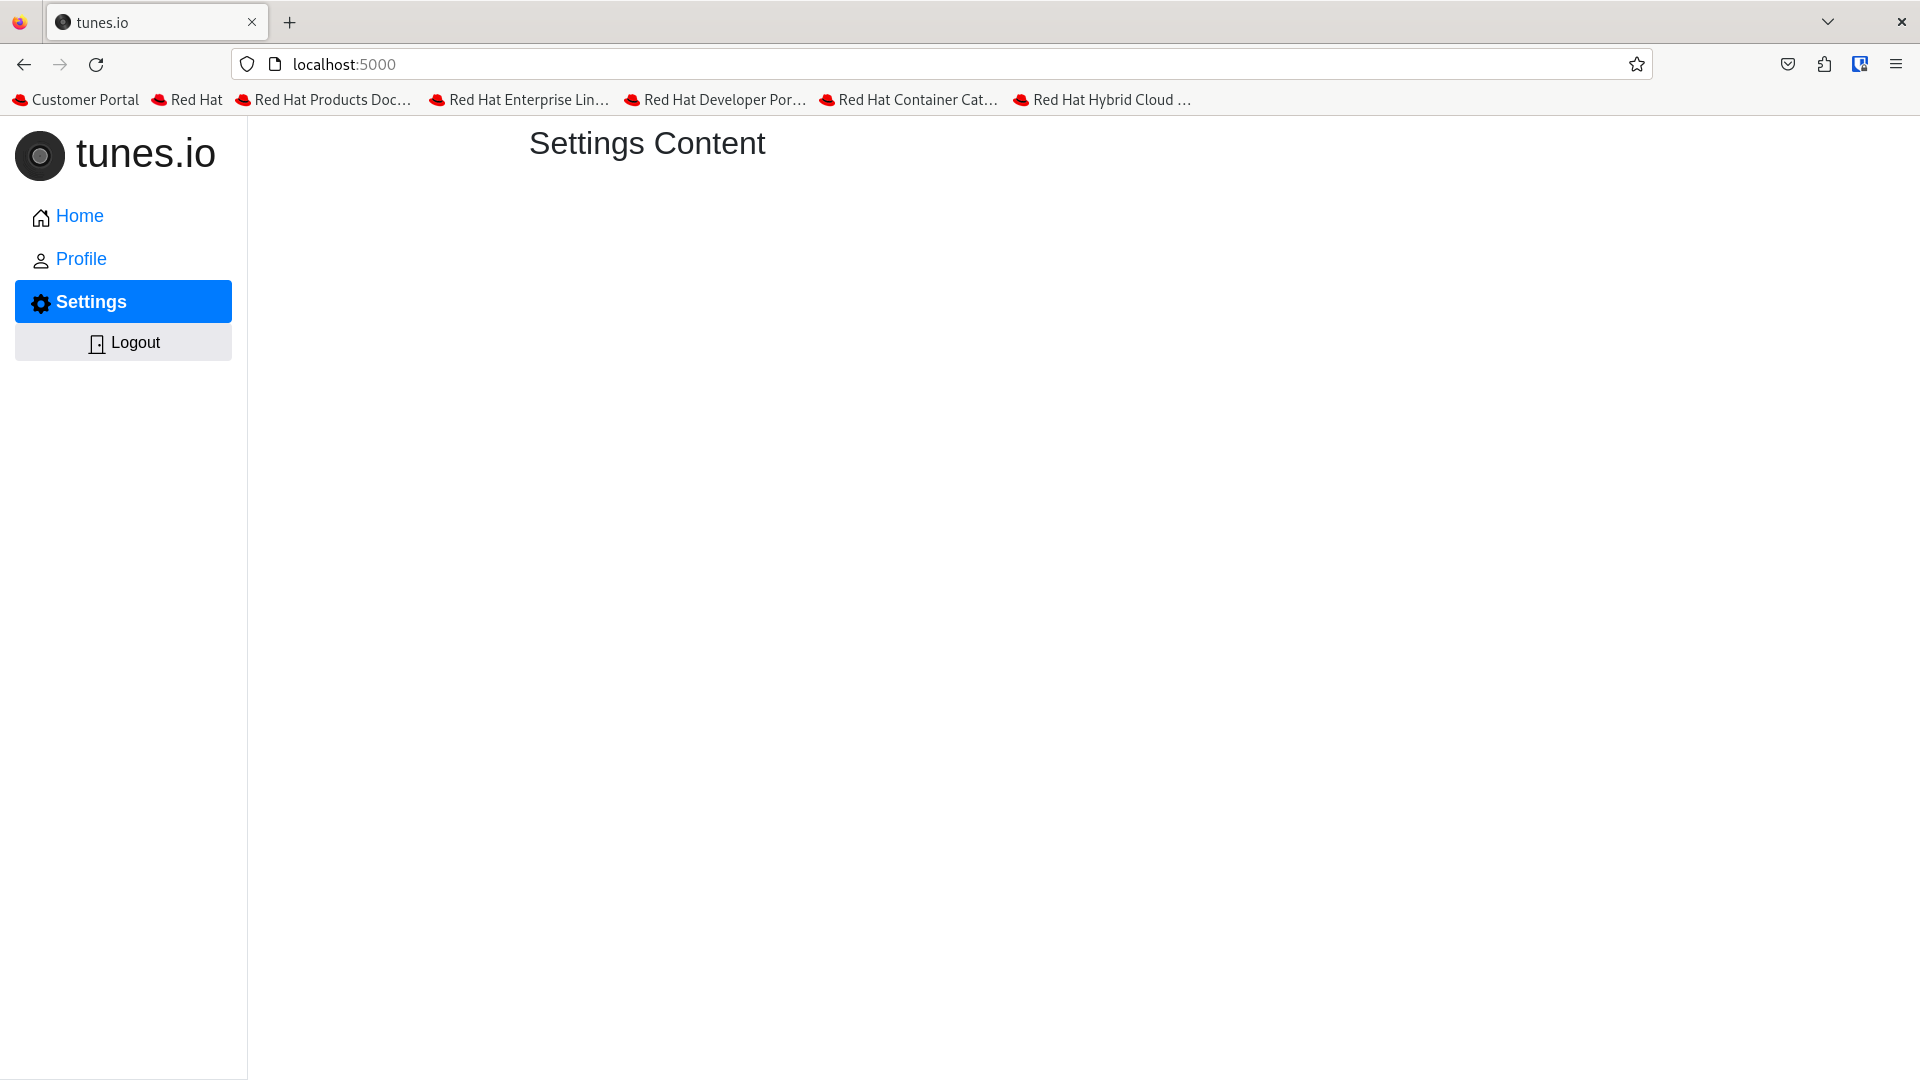 tunes.io
localhost:5000
Customer Portal Red Hat Red Hat Products Doc... Red Hat Enterprise Lin... Red Hat Developer Por... Red Hat Container Cat... Red Hat Hybrid Cloud ...
tunes.io
Home
Profile
Settings
Logout
Settings Content